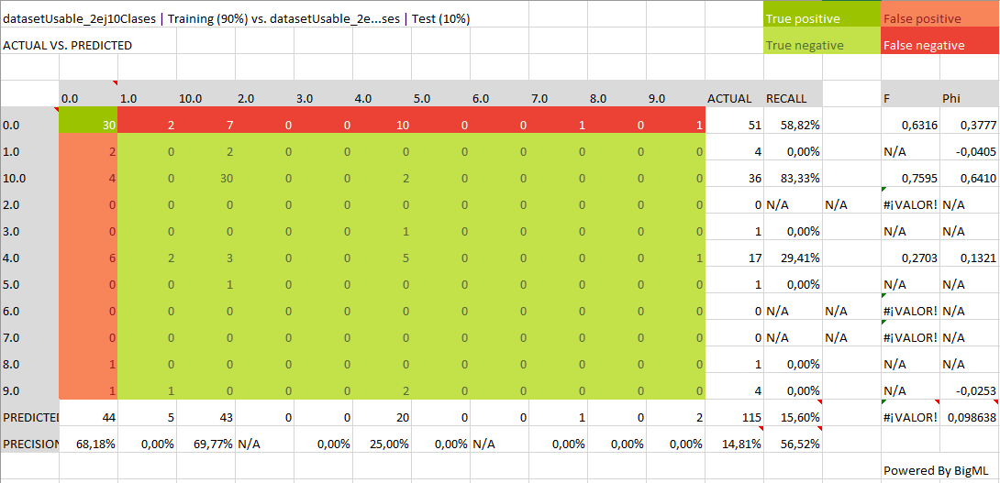 datasetUsable_2ej10Clases | Training (90%) vs. datasetUsable_2e...ses | Test (10%) True positive False positive
ACTUAL VS. PREDICTED True negative False negative
0.0 1.0 10.0 2.0 3.0 4.0 5.0 6.0 7.0 8.0 9.0 ACTUAL RECALL F Phi
0.0 30 2 7 0 0 10 0 0 1 0 1 51 58,82% 0,6316 0,3777
1.0 2 0 2 0 0 0 0 0 0 0 0 4 0,00% N/A -0,0405
10.0 4 0 30 0 0 2 0 0 0 0 0 36 83,33% 0,7595 0,6410
2.0 0 0 0 0 0 0 0 0 0 0 0 0 N/A N/A #¡VALOR! N/A
3.0 0 0 0 0 0 1 0 0 0 0 0 1 0,00% N/A N/A
4.0 6 2 3 0 0 5 0 0 0 0 1 17 29,41% 0,2703 0,1321
5.0 0 0 1 0 0 0 0 0 0 0 0 1 0,00% N/A N/A
6.0 0 0 0 0 0 0 0 0 0 0 0 0 N/A N/A #¡VALOR! N/A
7.0 0 0 0 0 0 0 0 0 0 0 0 0 N/A N/A #¡VALOR! N/A
8.0 1 0 0 0 0 0 0 0 0 0 0 1 0,00% N/A N/A
9.0 1 1 0 0 0 2 0 0 0 0 0 4 0,00% N/A -0,0253
PREDICTED 44 5 43 0 0 20 0 0 1 0 2 115 15,60% #¡VALOR! 0,098638
PRECISION 68,18% 0,00% 69,77% N/A 0,00% 25,00% 0,00% N/A 0,00% 0,00% 0,00% 14,81% 56,52%
Powered By BigML